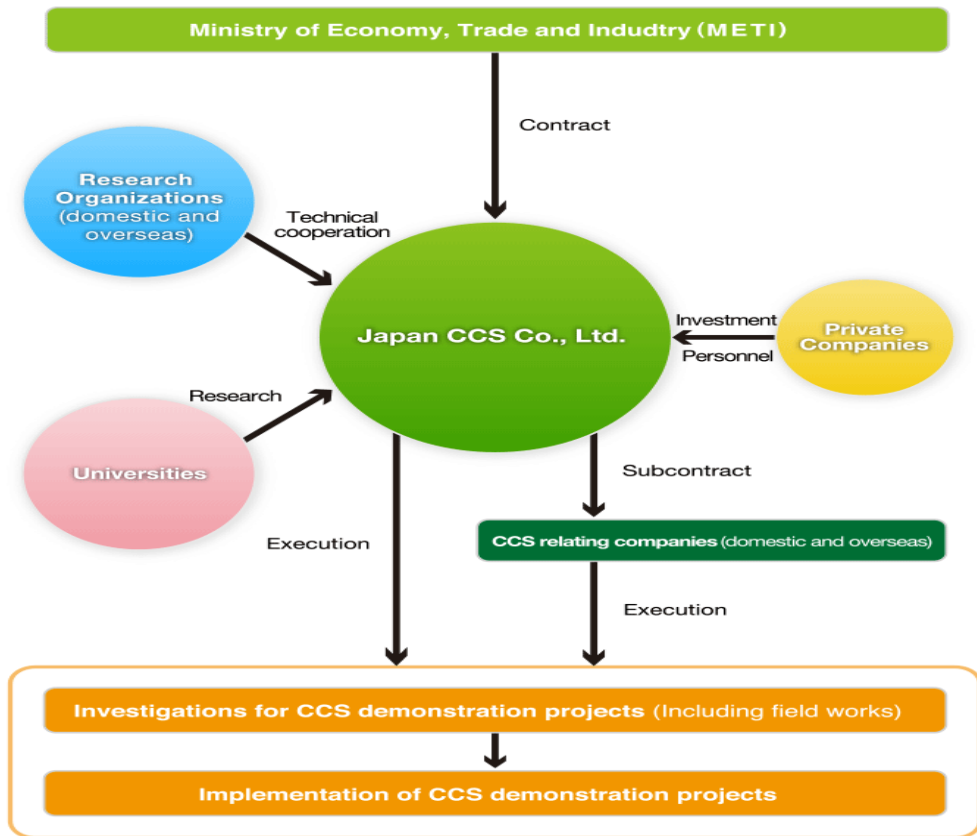 Ministry of Economy, Trade and Indudtry (METI)
Contract
Research
Organizations
(domestic and
overseas)
Technical
cooperation
Japan CCS Co., Ltd.
Investment
Personnel
Private
Companies
Research
Universities
Subcontract
Execution
CCS relating companies (domestic and overseas)
Execution
Investigations for CCS demonstration projects (Including field works)
Implementation of CCS demonstration projects